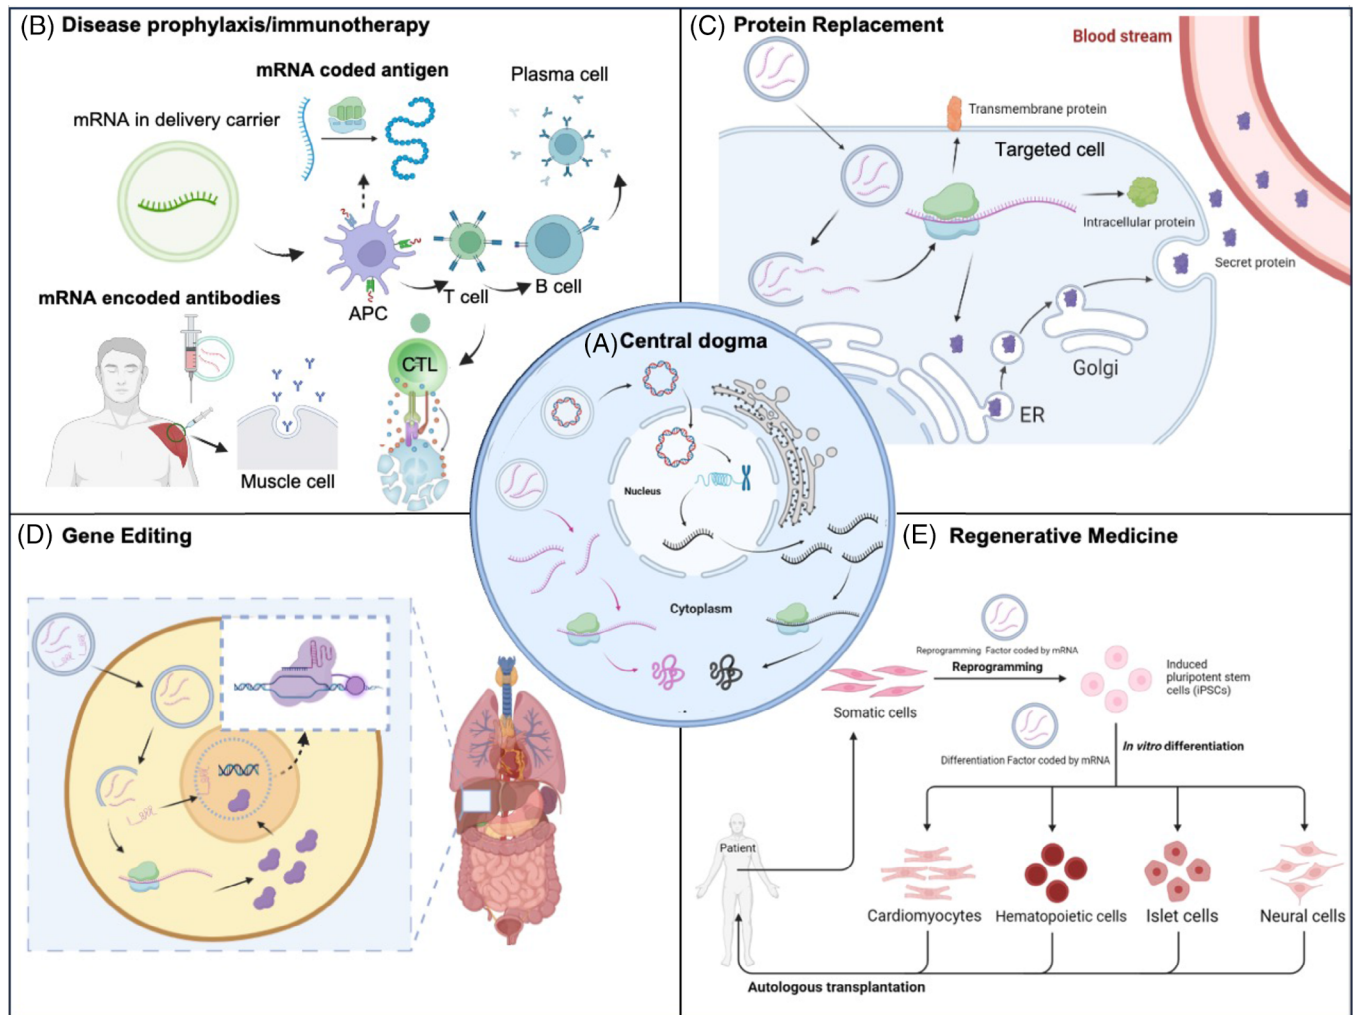 (B) Disease prophylaxis/immunotherapy
mRNA coded antigen
Plasma cell
mRNA in delivery carrier
APC
T cell
B cell
mRNA encoded antibodies
CTL
Muscle cell
(C) Protein Replacement
Blood stream
Transmembrane protein
Targeted cell
Intracellular protein
Secret protein
Golgi
ER
(A) Central dogma
Nucleus
Cytoplasm
(D) Gene Editing
(E) Regenerative Medicine
Reprogramming Factor coded by mRNA
Reprogramming
Somatic cells
Induced
pluripotent stem
cells (iPSCs)
In vitro differentiation
Differentiation Factor coded by mRNA
Patient
Cardiomyocytes
Hematopoietic cells
Islet cells
Neural cells
Autologous transplantation